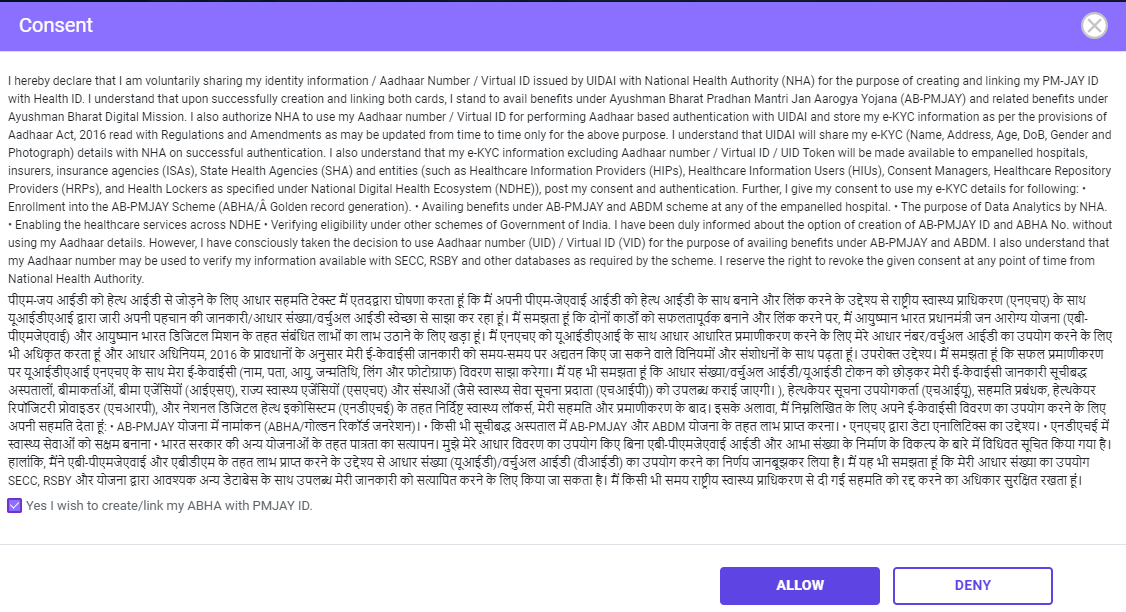 Consent
I hereby declare that I am voluntarily sharing my identity information / Aadhaar Number / Virtual ID issued by UIDAI with National Health Authority (NHA) for the purpose of creating and linking my PM-JAY ID
with Health ID. I understand that upon successfully creation and linking both cards, I stand to avail benefits under Ayushman Bharat Pradhan Mantri Jan Aarogya Yojana (AB-PMJAY) and related benefits under
Ayushman Bharat Digital Mission. I also authorize NHA to use my Aadhaar number / Virtual ID for performing Aadhaar based authentication with UIDAI and store my e-KYC information as per the provisions of
Aadhaar Act, 2016 read with Regulations and Amendments as may be updated from time to time only for the above purpose. I understand that UIDAI will share my e-KYC (Name, Address, Age, DoB, Gender and
Photograph) details with NHA on successful authentication. I also understand that my e-KYC information excluding Aadhaar number / Virtual ID / UID Token will be made available to empanelled hospitals,
insurers, insurance agencies (ISAs), State Health Agencies (SHA) and entities (such as Healthcare Information Providers (HIPs), Healthcare Information Users (HIUs), Consent Managers, Healthcare Repository
Providers (HRPs), and Health Lockers as specified under National Digital Health Ecosystem (NDHE)), post my consent and authentication. Further, I give my consent to use my e-KYC details for following: •
Enrollment into the AB-PMJAY Scheme (ABHA/Â Golden record generation). • Availing benefits under AB-PMJAY and ABDM scheme at any of the empanelled hospital. • The purpose of Data Analytics by NHA.
• Enabling the healthcare services across NDHE • Verifying eligibility under other schemes of Government of India. I have been duly informed about the option of creation of AB-PMJAY ID and ABHA No. without
using my Aadhaar details. However, I have consciously taken the decision to use Aadhaar number (UID) / Virtual ID (VID) for the purpose of availing benefits under AB-PMJAY and ABDM. I also understand that
my Aadhaar number may be used to verify my information available with SECC, RSBY and other databases as required by the scheme. I reserve the right to revoke the given consent at any point of time from
National Health Authority.
पीएम-जय आईडी को हेल्थ आईडी से जोड़ने के लिए आधार सहमति टेक्स्ट मैं एतदद्वारा घोषणा करता हूं कि मैं अपनी पीएम-जेएवाई आईडी को हेल्थ आईडी के साथ बनाने और लिंक करने के उद्देश्य से राष्ट्रीय स्वास्थ्य प्राधिकरण (एनएचए) के साथ
यूआईडीएआई द्वारा जारी अपनी पहचान की जानकारी/आधार संख्या/वर्चुअल आईडी स्वेच्छा से साझा कर रहा हूं। मैं समझता हूं कि दोनों कार्डों को सफलतापूर्वक बनाने और लिंक करने पर, मैं आयुष्मान भारत प्रधानमंत्री जन आरोग्य योजना (एबी-
पीएमजेएवाई) और आयुष्मान भारत डिजिटल मिशन के तहत संबंधित लाभों का लाभ उठाने के लिए खड़ा हूं। मैं एनएचए को यूआईडीएआई के साथ आधार आधारित प्रमाणीकरण करने के लिए मेरे आधार नंबर/वर्चुअल आईडी का उपयोग करने के लिए
भी अधिकृत करता हूं और आधार अधिनियम, 2016 के प्रावधानों के अनुसार मेरी ई-केवाईसी जानकारी को समय-समय पर अद्यतन किए जा सकने वाले विनियमों और संशोधनों के साथ पढ़ता हूं। उपरोक्त उद्देश्य। मैं समझता हूं कि सफल प्रमाणीकरण
पर यूआईडीएआई एनएचए के साथ मेरा ई-केवाईसी (नाम, पता, आयु, जन्मतिथि, लिंग और फोटोग्राफ) विवरण साझा करेगा। मैं यह भी समझता हूं कि आधार संख्या/वर्चुअल आईडी/यूआईडी टोकन को छोड़कर मेरी ई-केवाईसी जानकारी सूचीबद्ध
अस्पतालों, बीमाकर्ताओं, बीमा एजेंसियों (आईएसए), राज्य स्वास्थ्य एजेंसियों (एसएचए) और संस्थाओं (जैसे स्वास्थ्य सेवा सूचना प्रदाता (एचआईपी)) को उपलब्ध कराई जाएगी। ), हेल्थकेयर सूचना उपयोगकर्ता (एचआईयू), सहमति प्रबंधक, हेल्थकेयर
रिपॉजिटरी प्रोवाइडर (एचआरपी), और नेशनल डिजिटल हेल्थ इकोसिस्टम (एनडीएचई) के तहत निर्दिष्ट स्वास्थ्य लॉकर्स, मेरी सहमति और प्रमाणीकरण के बाद। इसके अलावा, मैं निम्नलिखित के लिए अपने ई-केवाईसी विवरण का उपयोग करने के लिए
अपनी सहमति देता हूं: • AB-PMJAY योजना में नामांकन (ABHA/गोल्डन रिकॉर्ड जनरेशन)। • किसी भी सूचीबद्ध अस्पताल में AB-PMJAY और ABDM योजना के तहत लाभ प्राप्त करना। • एनएचए द्वारा डेटा एनालिटिक्स का उद्देश्य। • एनडीएचई में
स्वास्थ्य सेवाओं को सक्षम बनाना • भारत सरकार की अन्य योजनाओं के तहत पात्रता का सत्यापन। मुझे मेरे आधार विवरण का उपयोग किए बिना एबी-पीएमजेएवाई आईडी और आभा संख्या के निर्माण के विकल्प के बारे में विधिवत सूचित किया गया है।
हालांकि, मैंने एबी-पीएमजेएवाई और एबीडीएम के तहत लाभ प्राप्त करने के उद्देश्य से आधार संख्या (यूआईडी)/वर्चुअल आईडी (वीआईडी) का उपयोग करने का निर्णय जानबूझकर लिया है। मैं यह भी समझता हूं कि मेरी आधार संख्या का उपयोग
SECC, RSBY और योजना द्वारा आवश्यक अन्य डेटाबेस के साथ उपलब्ध मेरी जानकारी को सत्यापित करने के लिए किया जा सकता है। मैं किसी भी समय राष्ट्रीय स्वास्थ्य प्राधिकरण से दी गई सहमति को रद्द करने का अधिकार सुरक्षित रखता हूं।
Yes I wish to create/link my ABHA with PMJAY ID.
ALLOW
DENY